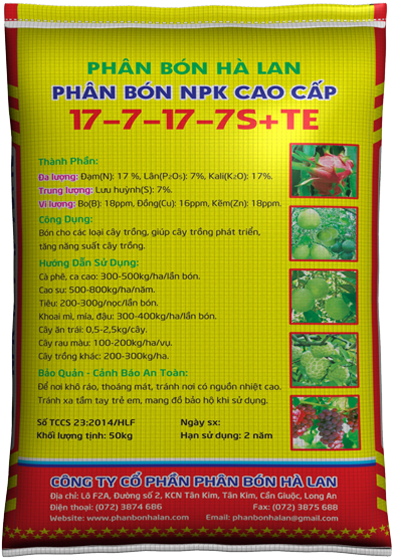 PHÂN BÓN HÀ LAN
PHÂN BÓN NPK CAO CẤP
17-7-17-7S+TE
Thành Phần:
Đa lượng: Đạm(N): 17 %, Lân(P₂O₅): 7%, Kali(K₂O): 17%.
Trung lượng: Lưu huỳnh(S): 7%.
Vi lượng: Bo(B): 18ppm, Đồng(Cu): 16ppm, Kẽm(Zn): 18ppm.
Công Dụng:
Bón cho các loại cây trồng, giúp cây trồng phát triển,
tăng năng suất cây trồng.
Hướng Dẫn Sử Dụng:
Cà phê, ca cao: 300-500kg/ha/lần bón.
Cao su: 500-800kg/ha/năm.
Tiêu: 200-300g/nọc/lần bón.
Khoai mì, mía, đậu: 300-400kg/ha/lần bón.
Cây ăn trái: 0,5-2,5kg/cây.
Cây rau màu: 100-200kg/ha/vụ.
Cây trồng khác: 200-300kg/ha.
Bảo Quản - Cảnh Báo An Toàn:
Để nơi khô ráo, thoáng mát, tránh nơi có nguồn nhiệt cao.
Tránh xa tầm tay trẻ em, mang đồ bảo hộ khi sử dụng.
Số TCCS 23:2014/HLF Ngày sx:
Khối lượng tịnh: 50kg Hạn sử dụng: 2 năm
CÔNG TY CỔ PHẦN PHÂN BÓN HÀ LAN
Địa chỉ: Lô F2A, Đường số 2, KCN Tân Kim, Tân Kim, Cần Giuộc, Long An
Điện thoại: (072) 3874 686 Fax: (072) 3875 688
Website: www.phanbonhalan.com Email: phanbonhalan@gmail.com